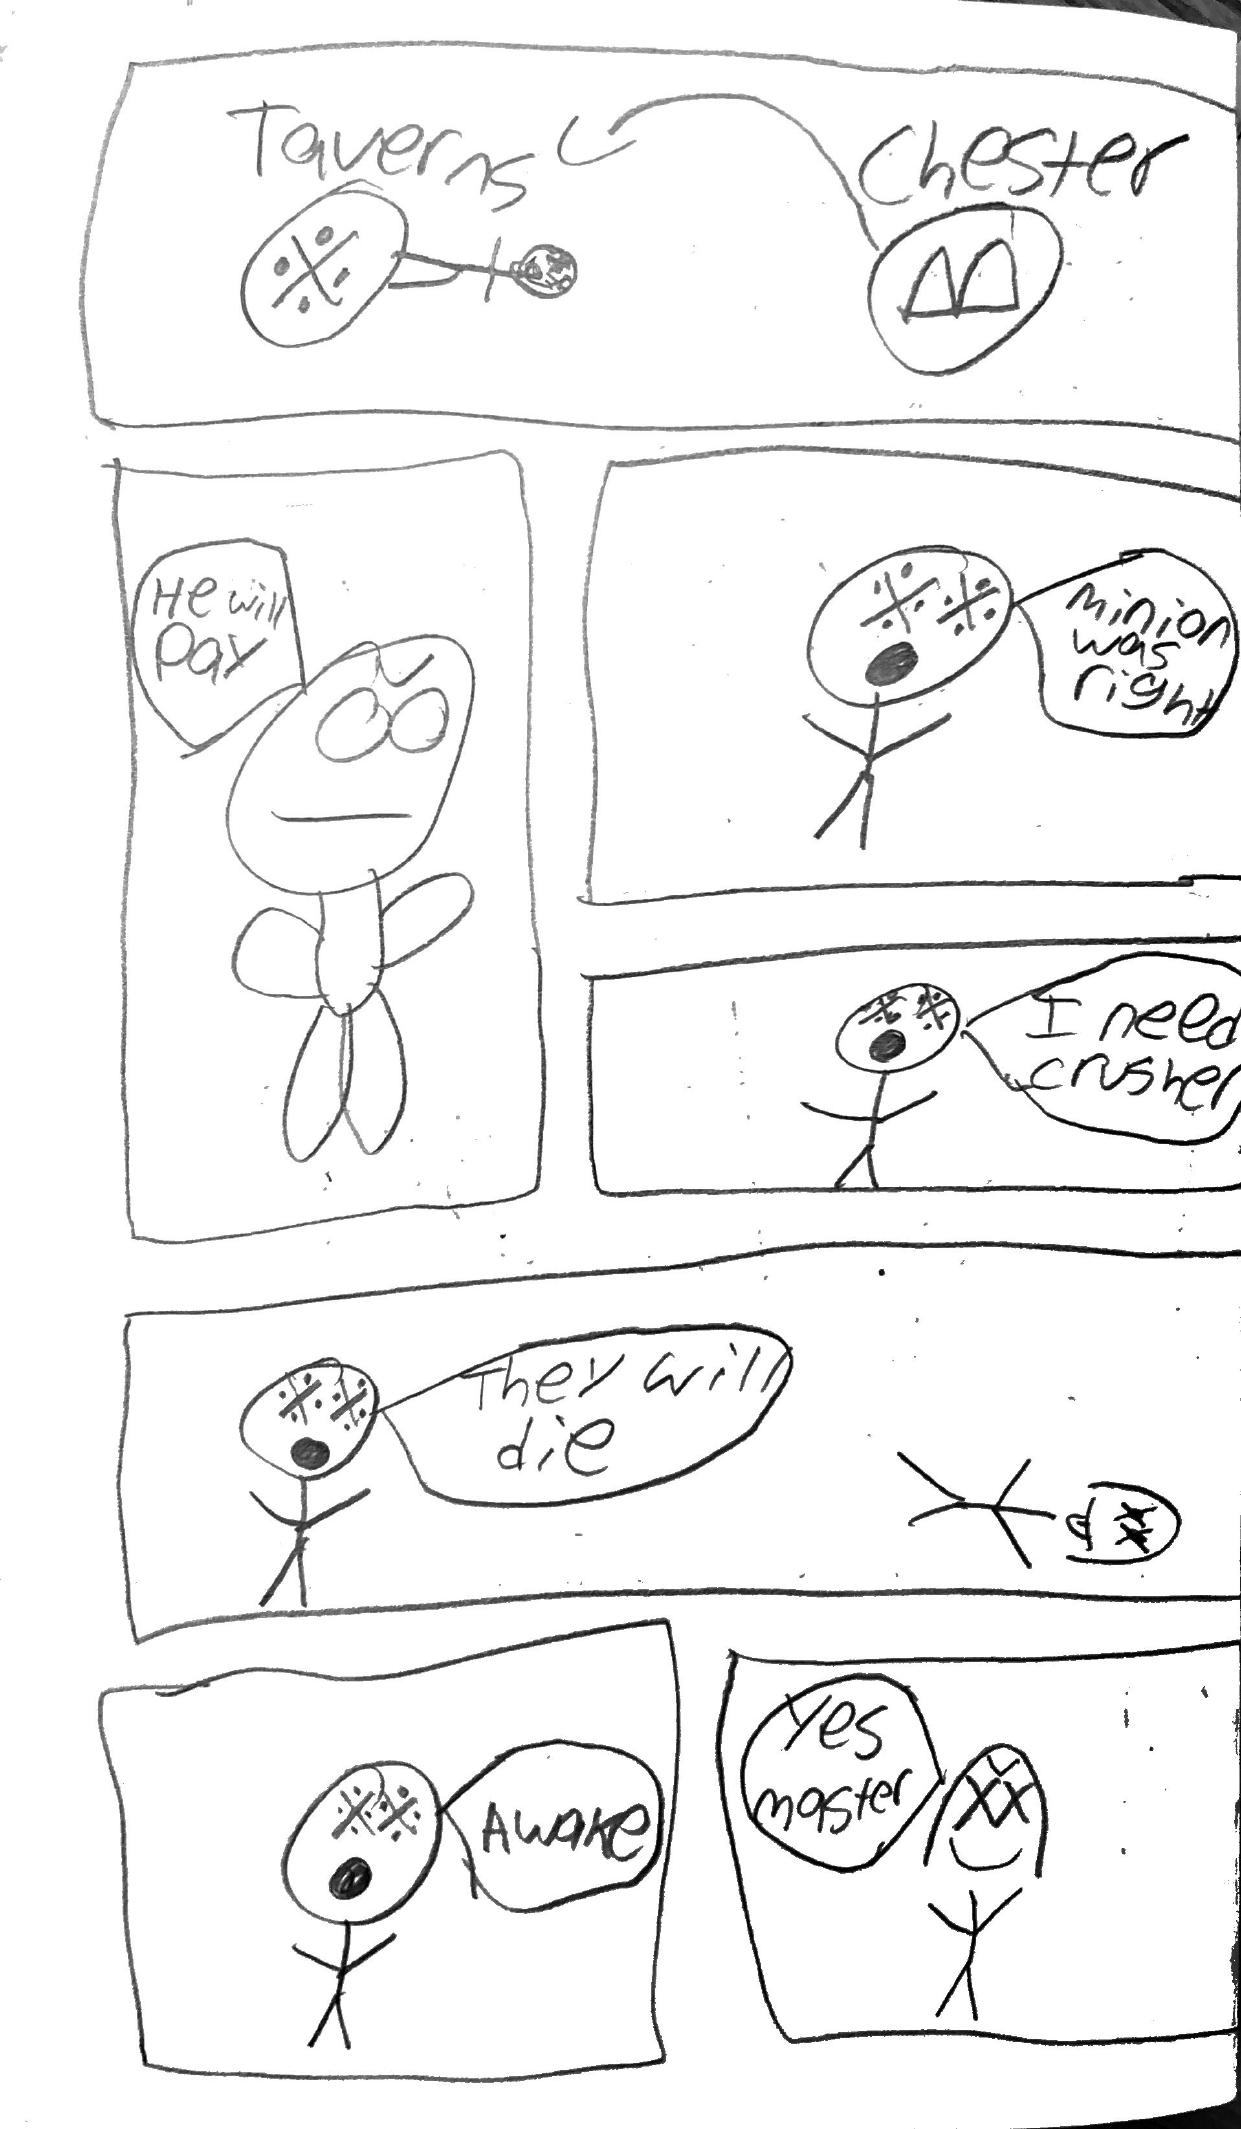 Taverns
Chester
He will
pay
Minion
was
right
I need
crusher
They will
die
Awake
Yes
master